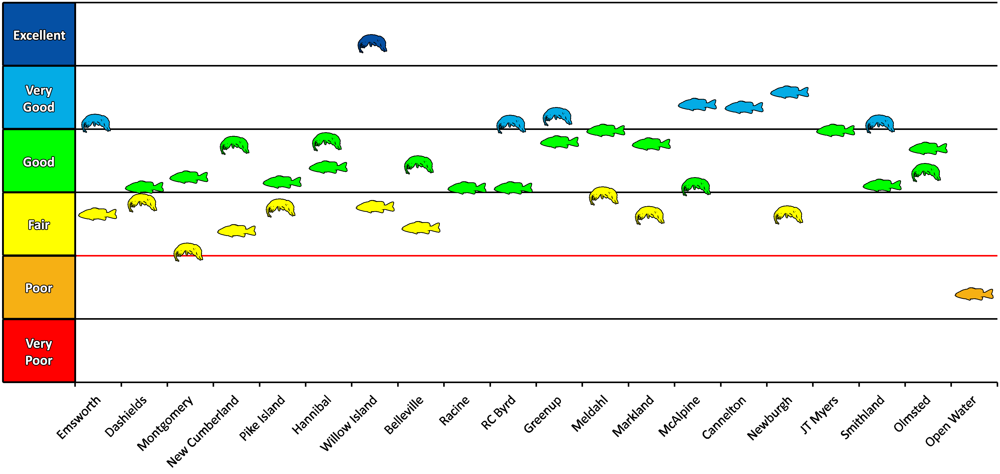 Excellent
Very
Good
Good
Fair
Poor
Very
Poor
Emsworth
Dashields
Montgomery
New Cumberland
Pike Island
Hannibal
Willow Island
Belleville
Racine
RC Byrd
Greenup
Meldahl
Markland
McAlpine
Cannelton
Newburgh
JT Myers
Smithland
Olmsted
Open Water